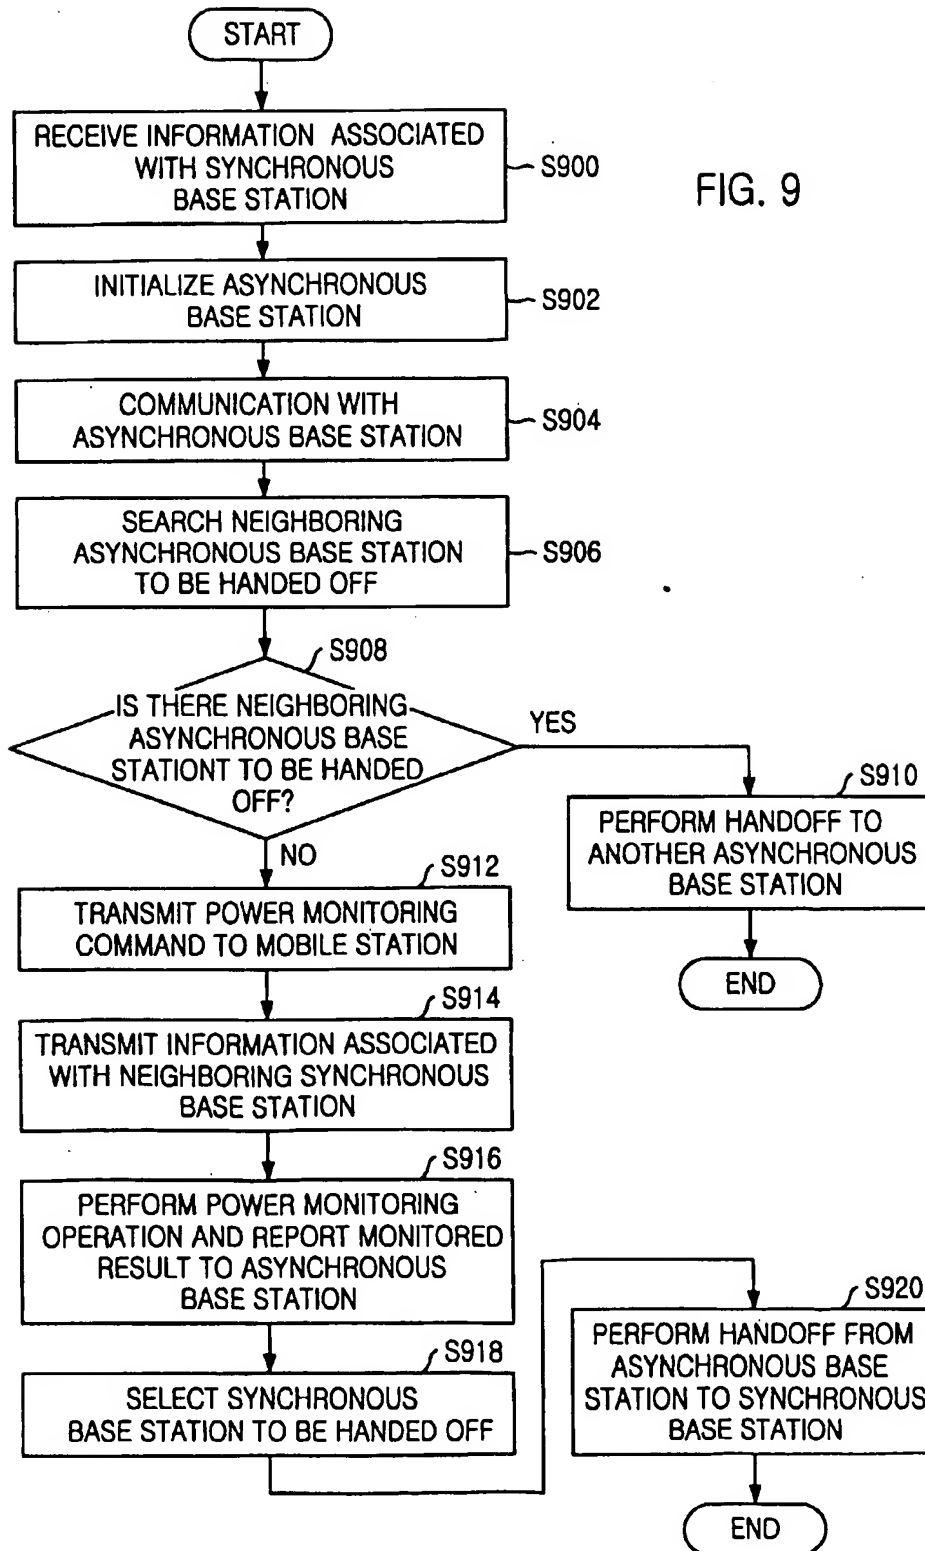 START
RECEIVE INFORMATION ASSOCIATED
WITH SYNCHRONOUS
BASE STATION
S900
FIG. 9
INITIALIZE ASYNCHRONOUS
BASE STATION
S902
COMMUNICATION WITH
ASYNCHRONOUS BASE STATION
S904
SEARCH NEIGHBORING
ASYNCHRONOUS BASE STATION
TO BE HANDED OFF
S906
S908
IS THERE NEIGHBORING
ASYNCHRONOUS BASE
STATIONT TO BE HANDED
OFF?
YES
S910
PERFORM HANDOFF TO
ANOTHER ASYNCHRONOUS
BASE STATION
END
NO
S912
TRANSMIT POWER MONITORING
COMMAND TO MOBILE STATION
S914
TRANSMIT INFORMATION ASSOCIATED
WITH NEIGHBORING SYNCHRONOUS
BASE STATION
S916
PERFORM POWER MONITORING
OPERATION AND REPORT MONITORED
RESULT TO ASYNCHRONOUS
BASE STATION
S918
SELECT SYNCHRONOUS
BASE STATION TO BE HANDED OFF
S920
PERFORM HANDOFF FROM
ASYNCHRONOUS BASE
STATION TO SYNCHRONOUS
BASE STATION
END